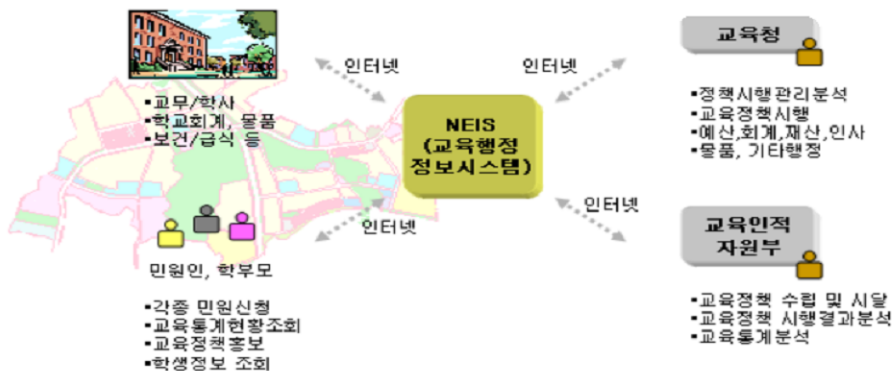 인터넷
인터넷
교육청
▪교무/학사
▪학교회계, 물품
▪보건/급식 등
NEIS
(교육행정
정보시스템)
▪정책시행관리분석
▪교육정책시행
▪예산,회계,재산,인사
▪물품, 기타행정
인터넷
인터넷
교육인적
자원부
민원인, 학부모
▪각종 민원신청
▪교육통계현황조회
▪교육정책홍보
▪학생정보 조회
▪교육정책 수립 및 시달
▪교육정책 시행결과분석
▪교육통계분석